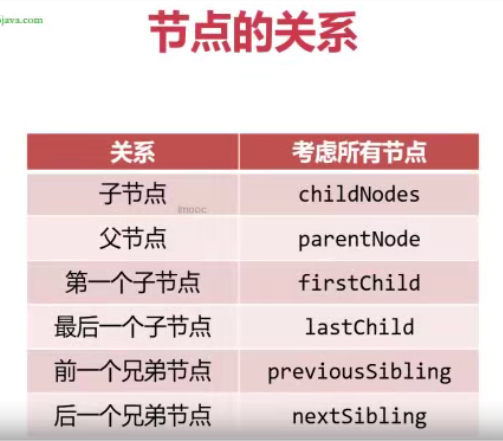 java.com
节点的关系
关系 考虑所有节点
子节点 childNodes
imooc
父节点 parentNode
第一个子节点 firstChild
最后一个子节点 lastChild
前一个兄弟节点 previousSibling
后一个兄弟节点 nextSibling